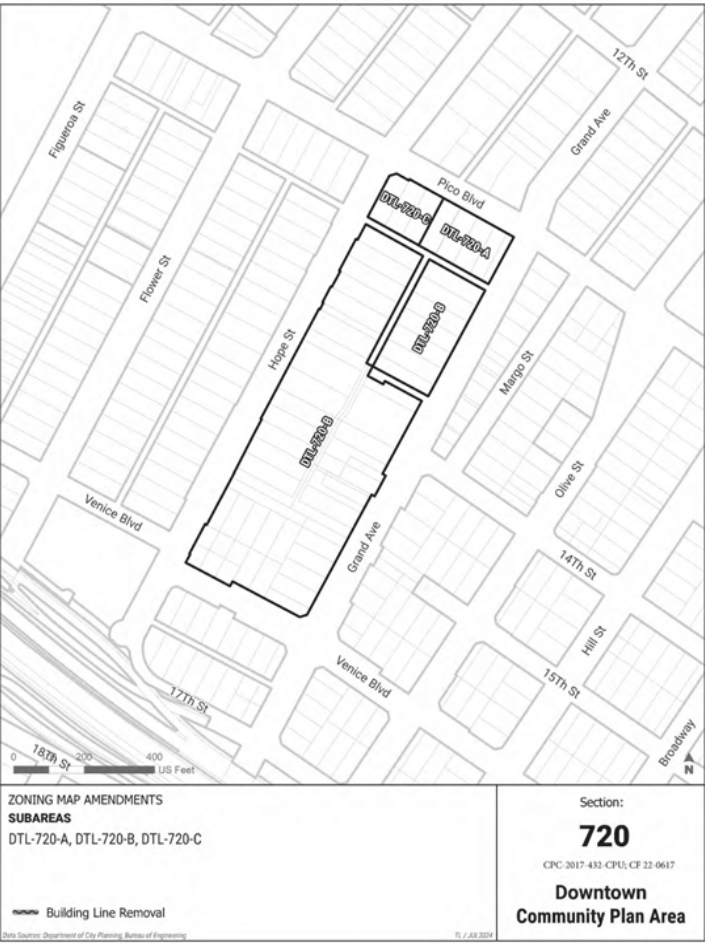 12Th St
Figueroa St
Grand Ave
Pico Blvd
DTL-720-C
DTL-720-A
Flower St
DTL-720-B
Hope St
Margo St
DTL-720-B
Olive St
Venice Blvd
Grand Ave
14Th St
Hill St
Venice Blvd
15Th St
17Th St
Broadway
18Th St
0 200 400
US Feet
N
ZONING MAP AMENDMENTS
SUBAREAS
DTL-720-A, DTL-720-B, DTL-720-C
Building Line Removal
Data Sources: Department of City Planning, Bureau of Engineering
TL / JUL 2024
Section:
720
CPC-2017-432-CPU; CF 22-0617
Downtown
Community Plan Area